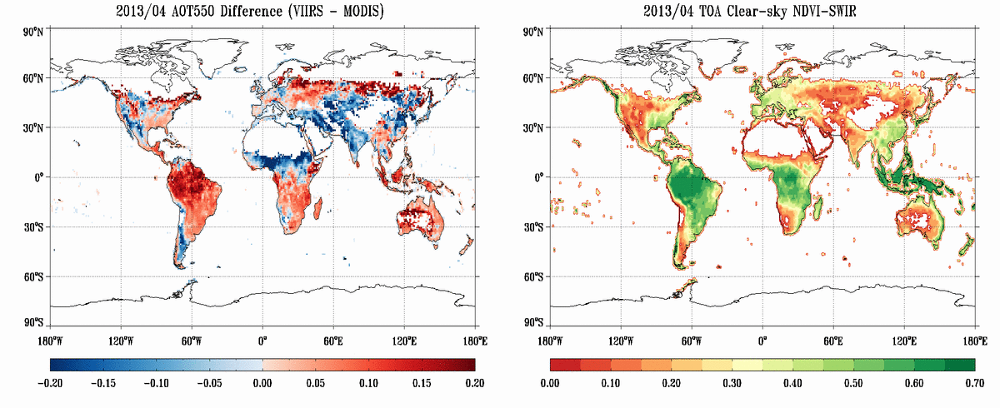 2013/04 AOT550 Difference (VIIRS - MODIS)
90°N
60°N
30°N
0°
30°S
60°S
90°S
180°W 120°W 60°W 0° 60°E 120°E 180°E
-0.20 -0.15 -0.10 -0.05 0.00 0.05 0.10 0.15 0.20
2013/04 TOA Clear-sky NDVI-SWIR
90°N
60°N
30°N
0°
30°S
60°S
90°S
180°W 120°W 60°W 0° 60°E 120°E 180°E
0.00 0.10 0.20 0.30 0.40 0.50 0.60 0.70